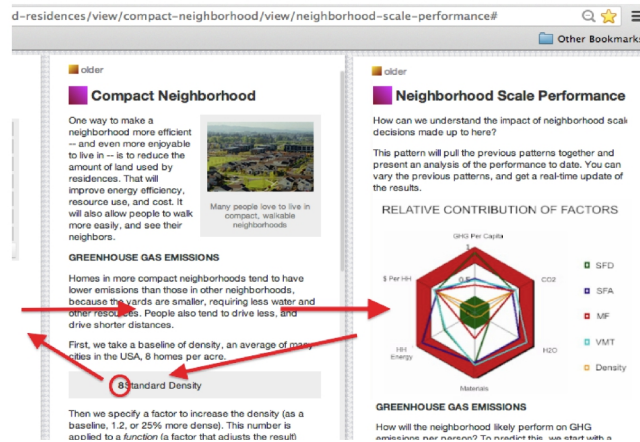 d-residences/view/compact-neighborhood/view/neighborhood-scale-performance#
Other Bookmarks
older
Compact Neighborhood
One way to make a
neighborhood more efficient
-- and even more enjoyable
to live in -- is to reduce the
amount of land used by
residences. That will
improve energy efficiency,
resource use, and cost. It
will also allow people to walk
more easily, and see their
neighbors.
Many people love to live in
compact, walkable
neighborhoods
GREENHOUSE GAS EMISSIONS
Homes in more compact neighborhoods tend to have
lower emissions than those in other neighborhoods,
because the yards are smaller, requiring less water and
other resources. People also tend to drive less, and
drive shorter distances.
First, we take a baseline of density, an average of many
cities in the USA, 8 homes per acre.
8 Standard Density
Then we specify a factor to increase the density (as a
baseline, 1.2, or 25% more dense). This number is
applied to a function (a factor that adjusts the result)
older
Neighborhood Scale Performance
How can we understand the impact of neighborhood scale
decisions made up to here?
This pattern will pull the previous patterns together and
present an analysis of the performance to date. You can
vary the previous patterns, and get a real-time update of
the results.
RELATIVE CONTRIBUTION OF FACTORS
GHG Per Capita
1
0.5
$ Per HH
CO2
HH
Energy
H2O
Materials
SFD
SFA
MF
VMT
Density
GREENHOUSE GAS EMISSIONS
How will the neighborhood likely perform on GHG
emissions per person? To predict this, we start with a